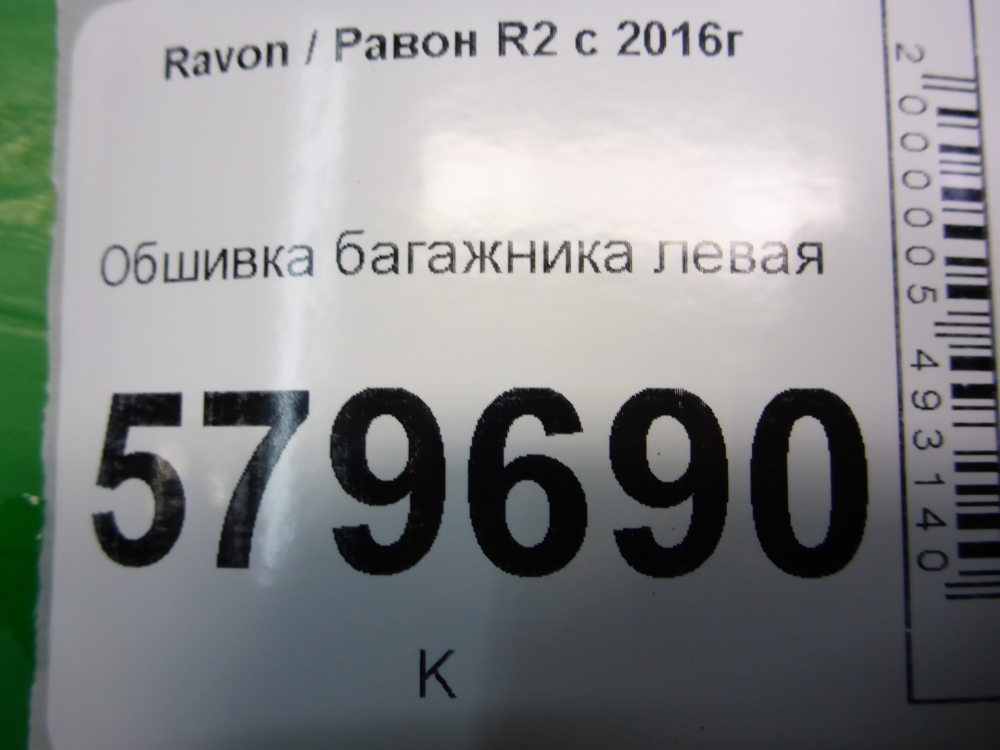 Ravon / Равон R2 с 2016г
Обшивка багажника левая
579690
К
2000005493140